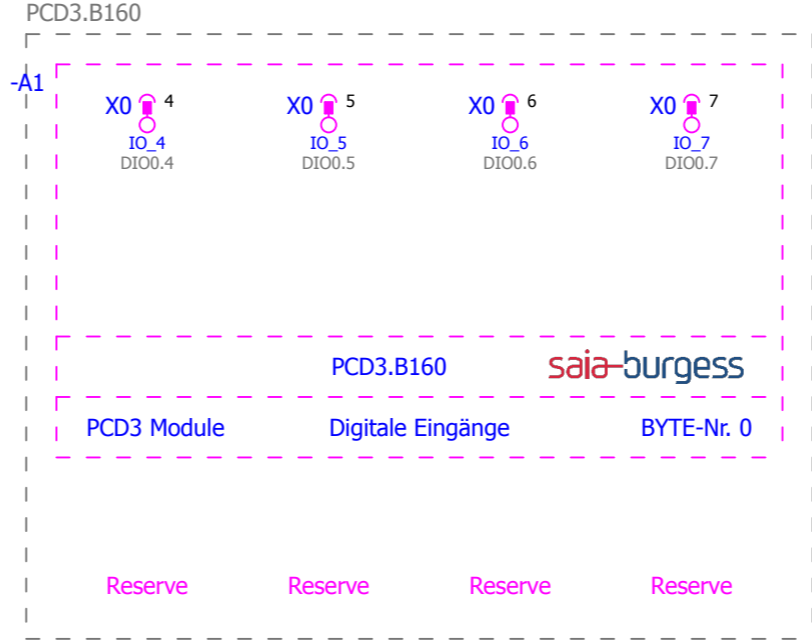 PCD3.B160
-A1
X0 4 X0 5 X0 6 X0 7
IO_4 IO_5 IO_6 IO_7
DIO0.4 DIO0.5 DIO0.6 DIO0.7
PCD3.B160 saia-burgess
PCD3 Module Digitale Eingänge BYTE-Nr. 0
Reserve Reserve Reserve Reserve